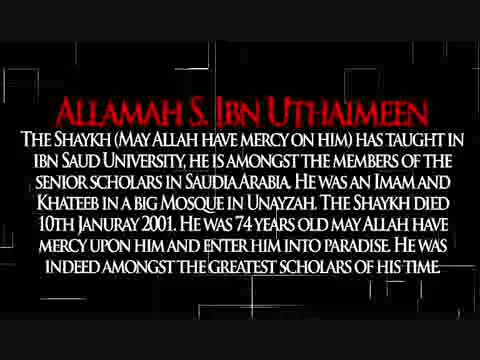 Allamah S. Ibn Uthaimeen
The Shaykh (May Allah have mercy on him) has taught in
ibn Saud University, he is amongst the members of the
senior scholars in Saudia Arabia. He was an Imam and
Khateeb in a big Mosque in Unayzah. The Shaykh died
10th Januray 2001. He was 74 years old may Allah have
mercy upon him and enter him into paradise. He was
indeed amongst the greatest scholars of his time.